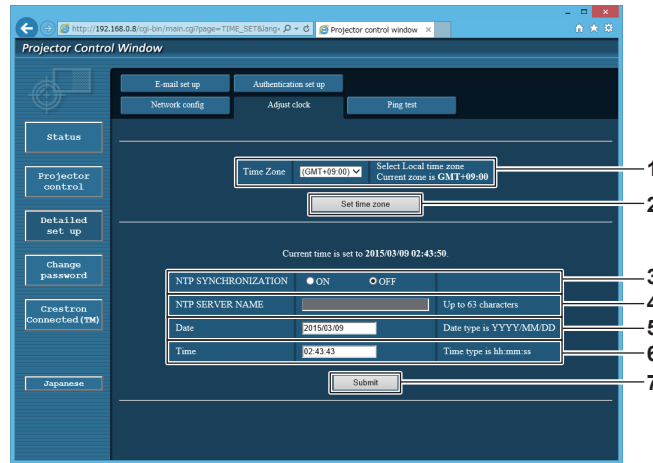 http://192.168.0.8/cgi-bin/main.cgi?page=TIME_SET&lang=
Projector control window
Projector Control Window
E-mail set up
Authentication set up
Network config
Adjust clock
Ping test
Status
Projector
control
Detailed
set up
Change
password
Crestron
Connected(TM)
Japanese
Time Zone
(GMT+09:00)
Select Local time zone
Current zone is GMT+09:00
Set time zone
Current time is set to 2015/03/09 02:43:50.
NTP SYNCHRONIZATION
ON
OFF
NTP SERVER NAME
Up to 63 characters
Date
2015/03/09
Date type is YYYY/MM/DD
Time
02:43:43
Time type is hh:mm:ss
Submit
1
2
3
4
5
6
7